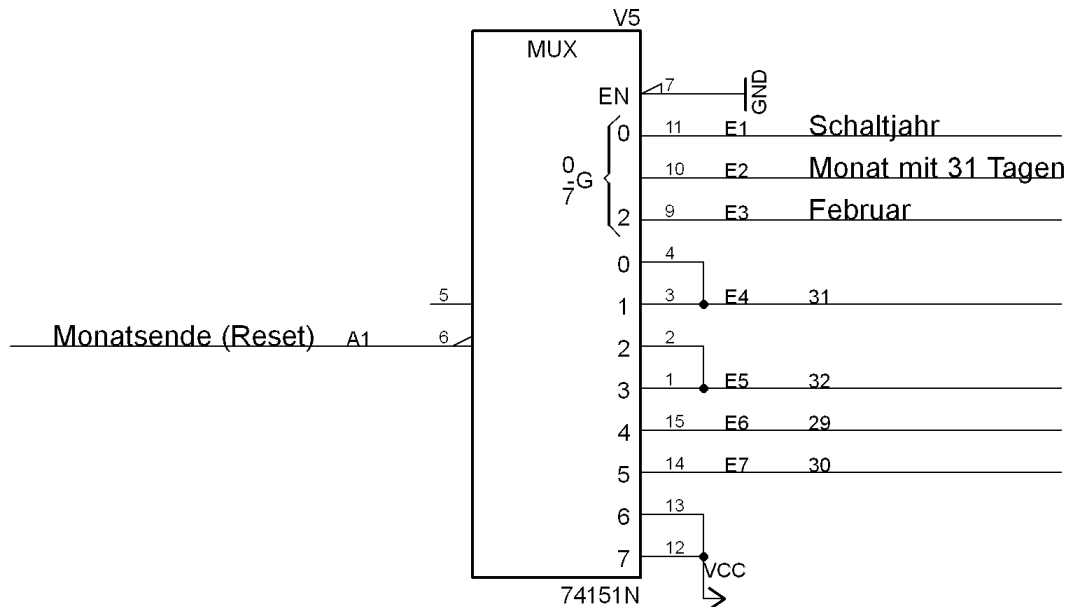 V5
MUX
EN 7 GND
0 11 E1 Schaltjahr
0-7 G 10 E2 Monat mit 31 Tagen
2 9 E3 Februar
0 4
5 1 3 E4 31
Monatsende (Reset) A1 6 2 2
3 1 E5 32
4 15 E6 29
5 14 E7 30
6 13
7 12 VCC
74151N